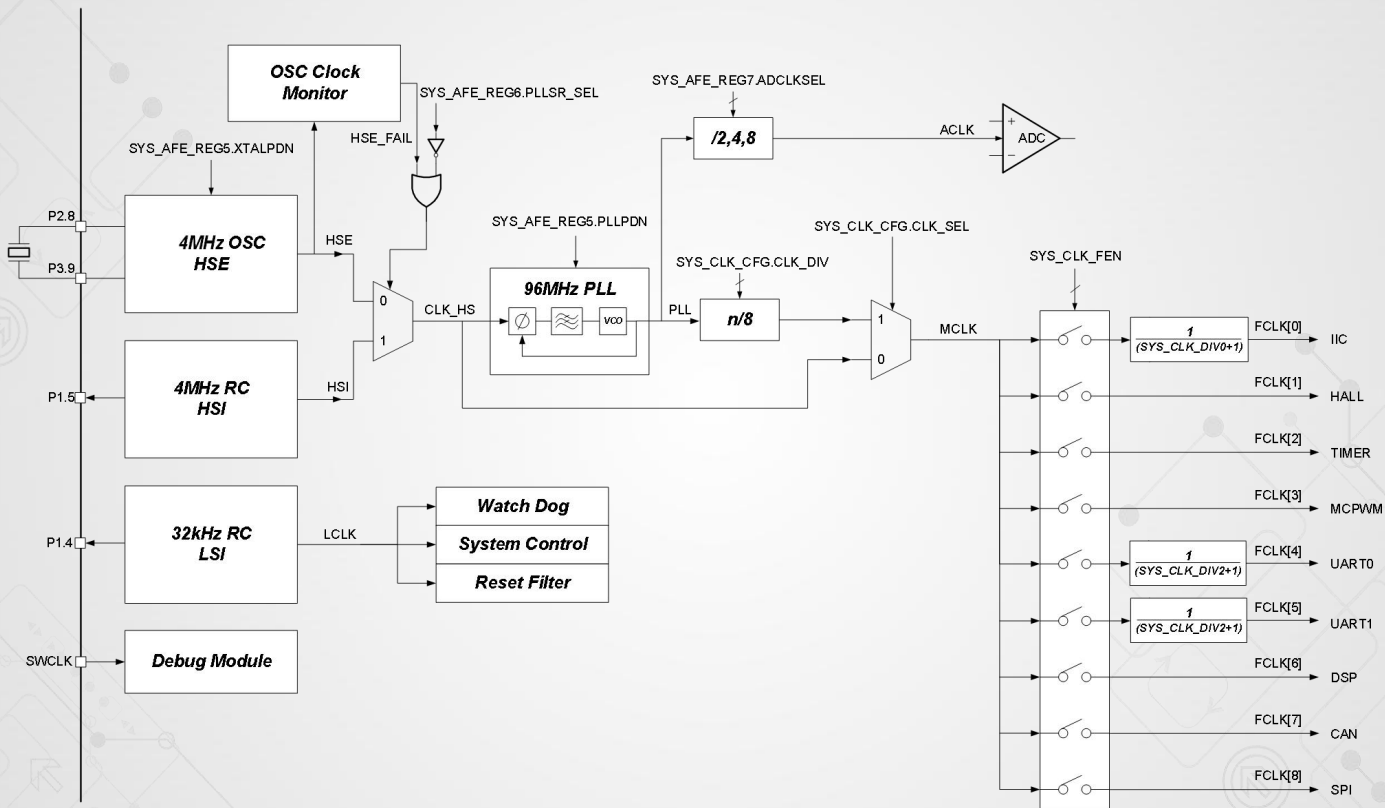 OSC Clock
Monitor
SYS_AFE_REG6.PLLSR_SEL
HSE_FAIL
SYS_AFE_REG7.ADCLKSEL
/2,4,8
ACLK
+
ADC
SYS_AFE_REG5.XTALPDN
P2.8
P3.9
4MHz OSC
HSE
HSE
0
1
CLK_HS
SYS_AFE_REG5.PLLPDN
96MHz PLL
∅
VCO
PLL
SYS_CLK_CFG.CLK_DIV
n/8
SYS_CLK_CFG.CLK_SEL
1
0
MCLK
SYS_CLK_FEN
P1.5
4MHz RC
HSI
HSI
P1.4
32kHz RC
LSI
LCLK
Watch Dog
System Control
Reset Filter
SWCLK
Debug Module
1
(SYS_CLK_DIV0+1)
FCLK[0]
IIC
FCLK[1]
HALL
FCLK[2]
TIMER
FCLK[3]
MCPWM
1
(SYS_CLK_DIV2+1)
FCLK[4]
UART0
1
(SYS_CLK_DIV2+1)
FCLK[5]
UART1
FCLK[6]
DSP
FCLK[7]
CAN
FCLK[8]
SPI